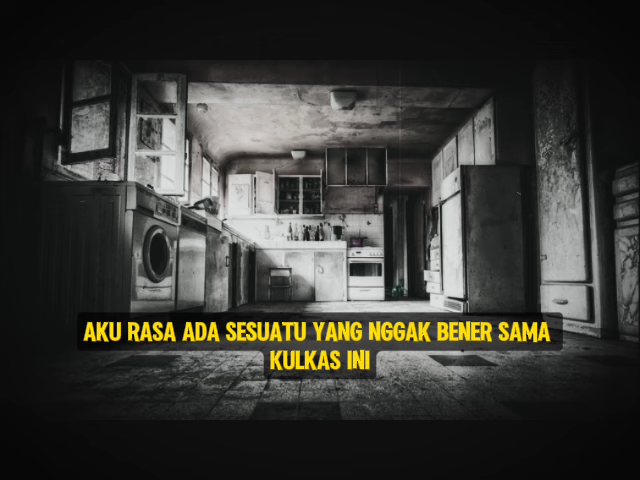 AKU RASA ADA SESUATU YANG NGGAK BENER SAMA
KULKAS INI